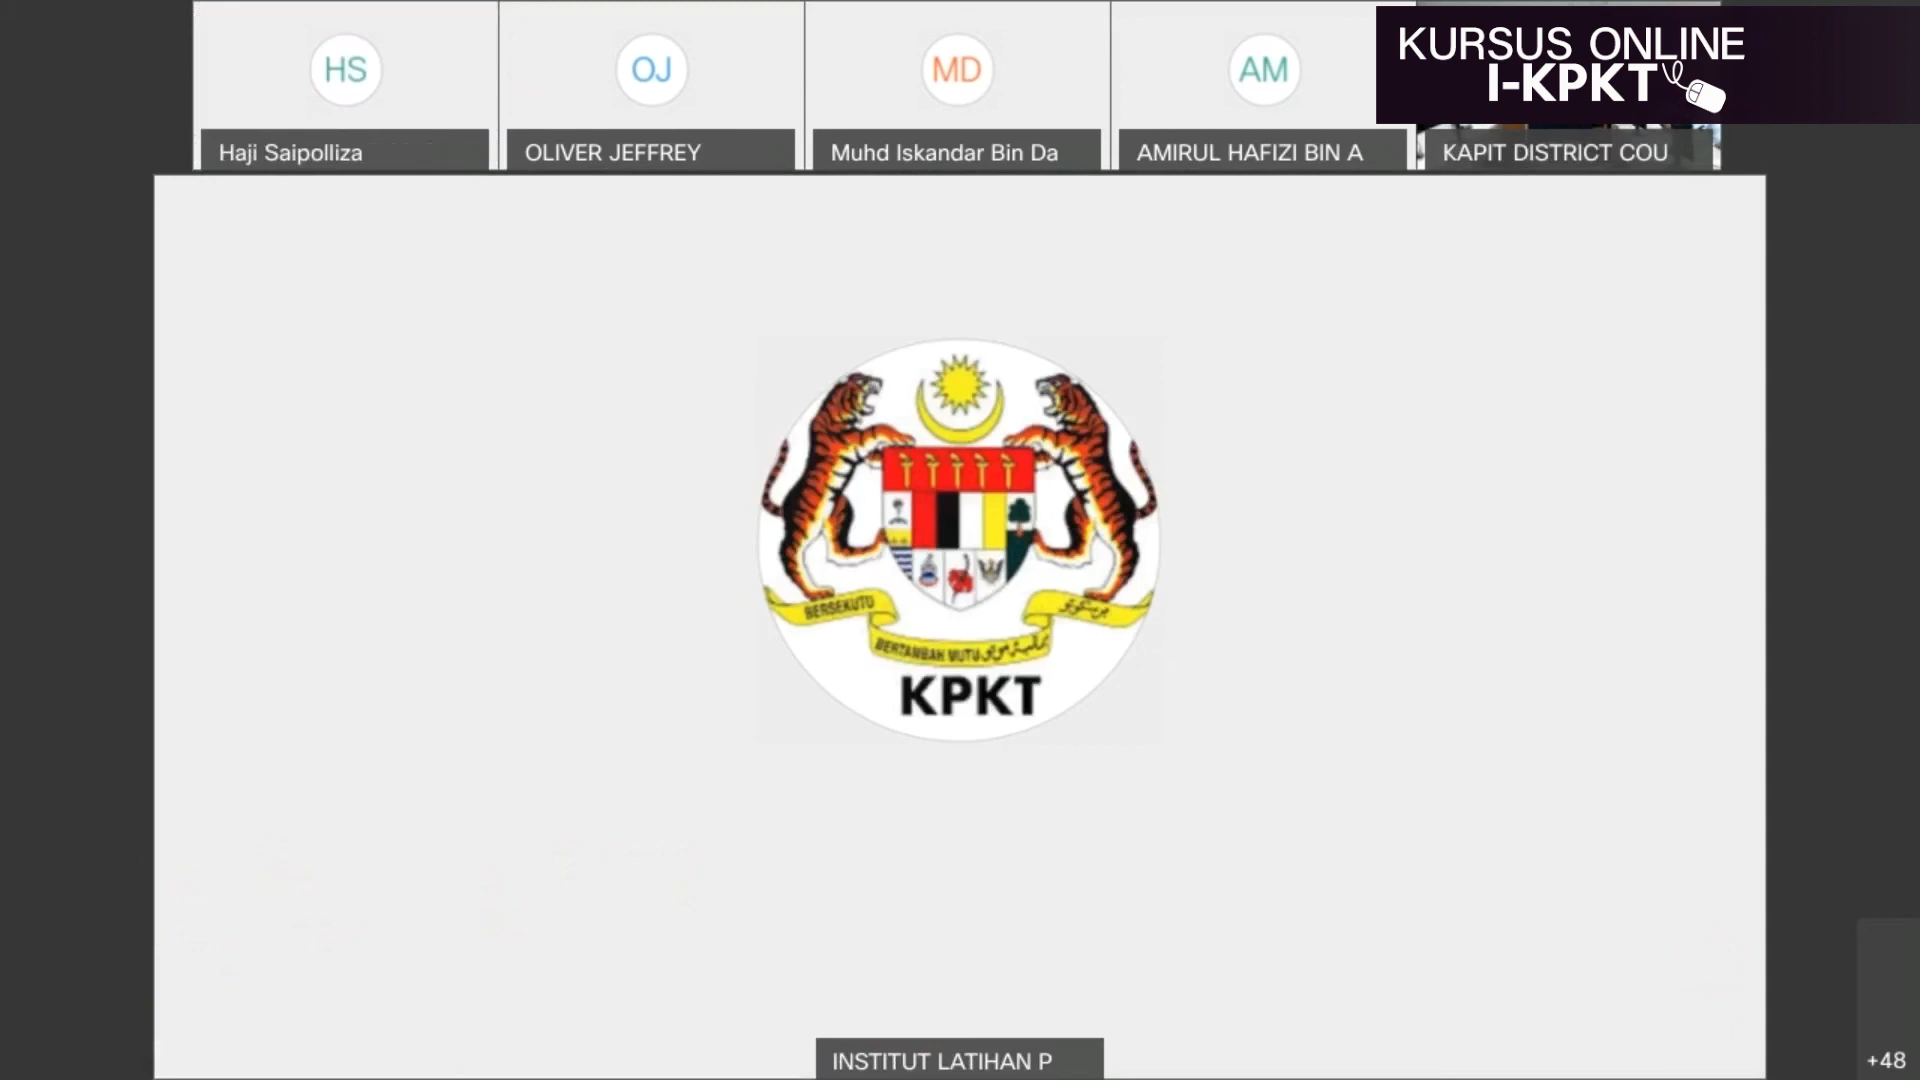 HS
OJ
MD
AM
KURSUS ONLINE
I-KPKT
Haji Saipolliza
OLIVER JEFFREY
Muhd Iskandar Bin Da
AMIRUL HAFIZI BIN A
KAPIT DISTRICT COU
BERSEKUTU
BERTAMBAH MUTU
KPKT
INSTITUT LATIHAN P
+48